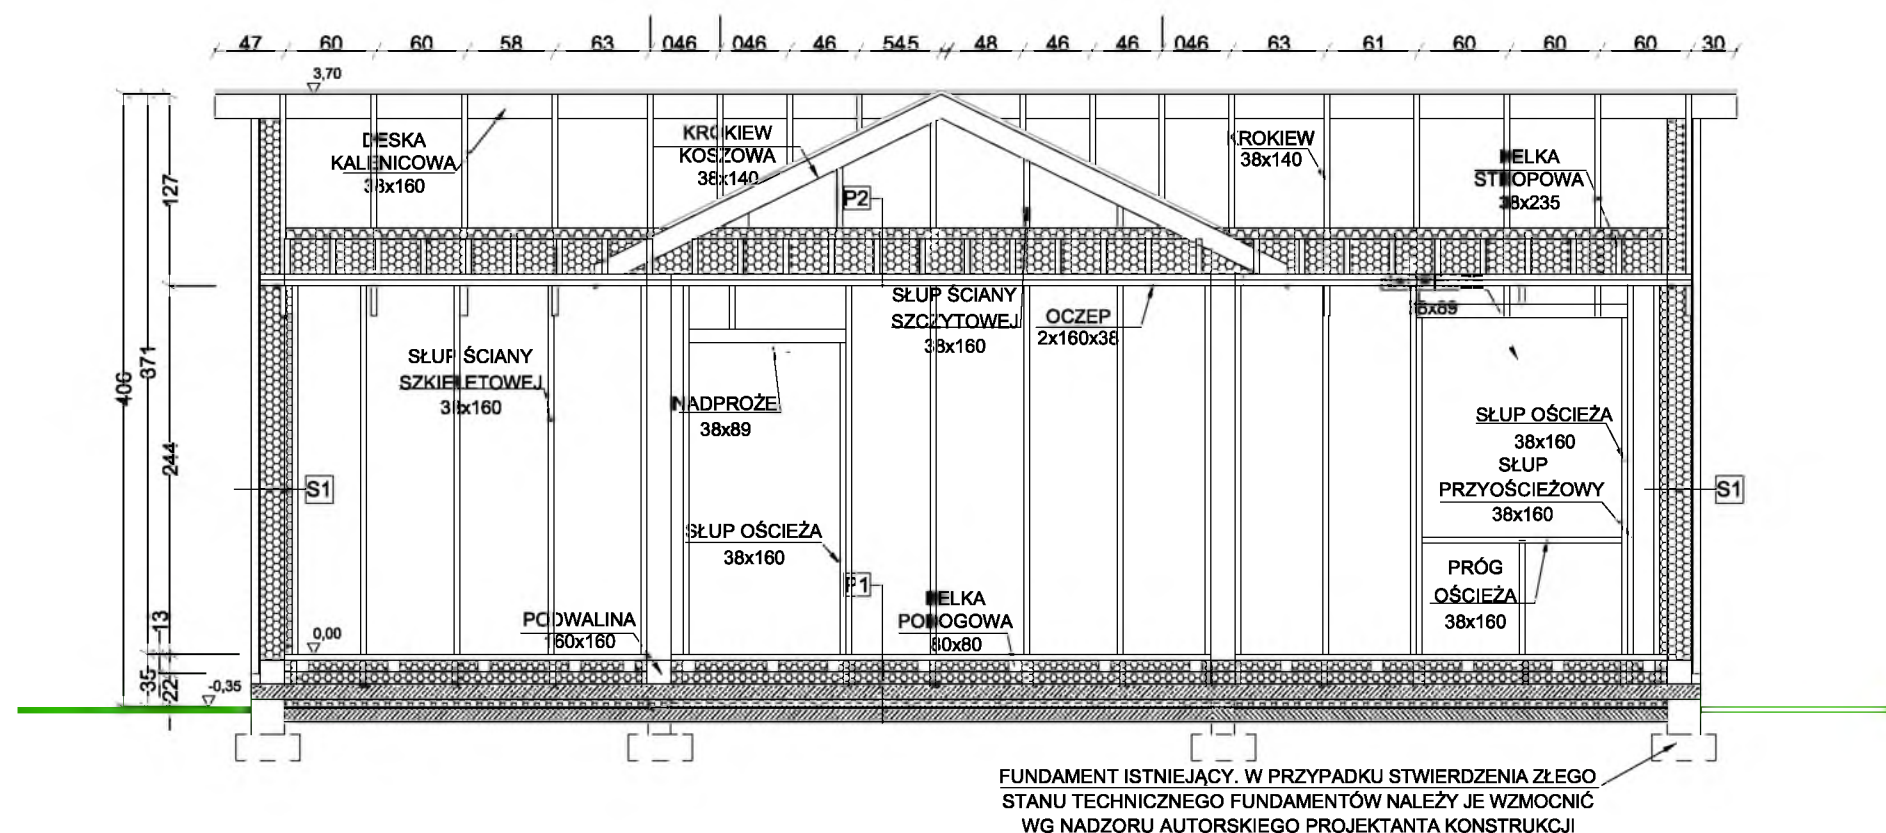 47 60 60 58 63 046 046 46 545 48 46 46 046 63 61 60 60 60 30
3,70
DESKA
KALENICOWA
38x160
KROKIEW
KOSZOWA
38x140
KROKIEW
38x140
BELKA
STROPOWA
38x235
P2
127
371
406
244
13
35
22
SŁUP ŚCIANY
SZCZYTOWEJ
38x160
OCZEP
2x160x38
SŁUP ŚCIANY
SZKIELETOWEJ
38x160
NADPROŻE
38x89
SŁUP OŚCIEŻA
38x160
SŁUP
PRZYOŚCIEŻOWY
38x160
S1
S1
SŁUP OŚCIEŻA
38x160
P1
PRÓG
OŚCIEŻA
38x160
PODWALINA
160x160
BELKA
PODOGOWA
80x80
0,00
-0,35
FUNDAMENT ISTNIEJĄCY. W PRZYPADKU STWIERDZENIA ZŁEGO
STANU TECHNICZNEGO FUNDAMENTÓW NALEŻY JE WZMOCNIĆ
WG NADZORU AUTORSKIEGO PROJEKTANTA KONSTRUKCJI